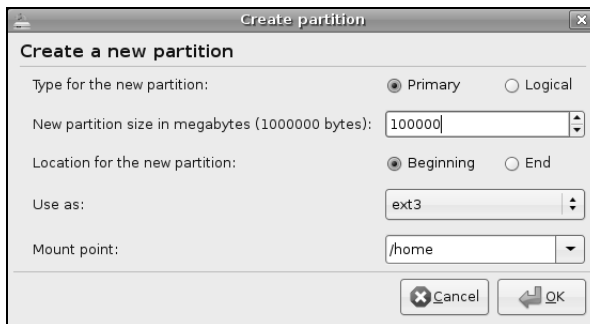 Create partition
Create a new partition
Type for the new partition: Primary Logical
New partition size in megabytes (1000000 bytes): 100000
Location for the new partition: Beginning End
Use as: ext3
Mount point: /home
Cancel OK